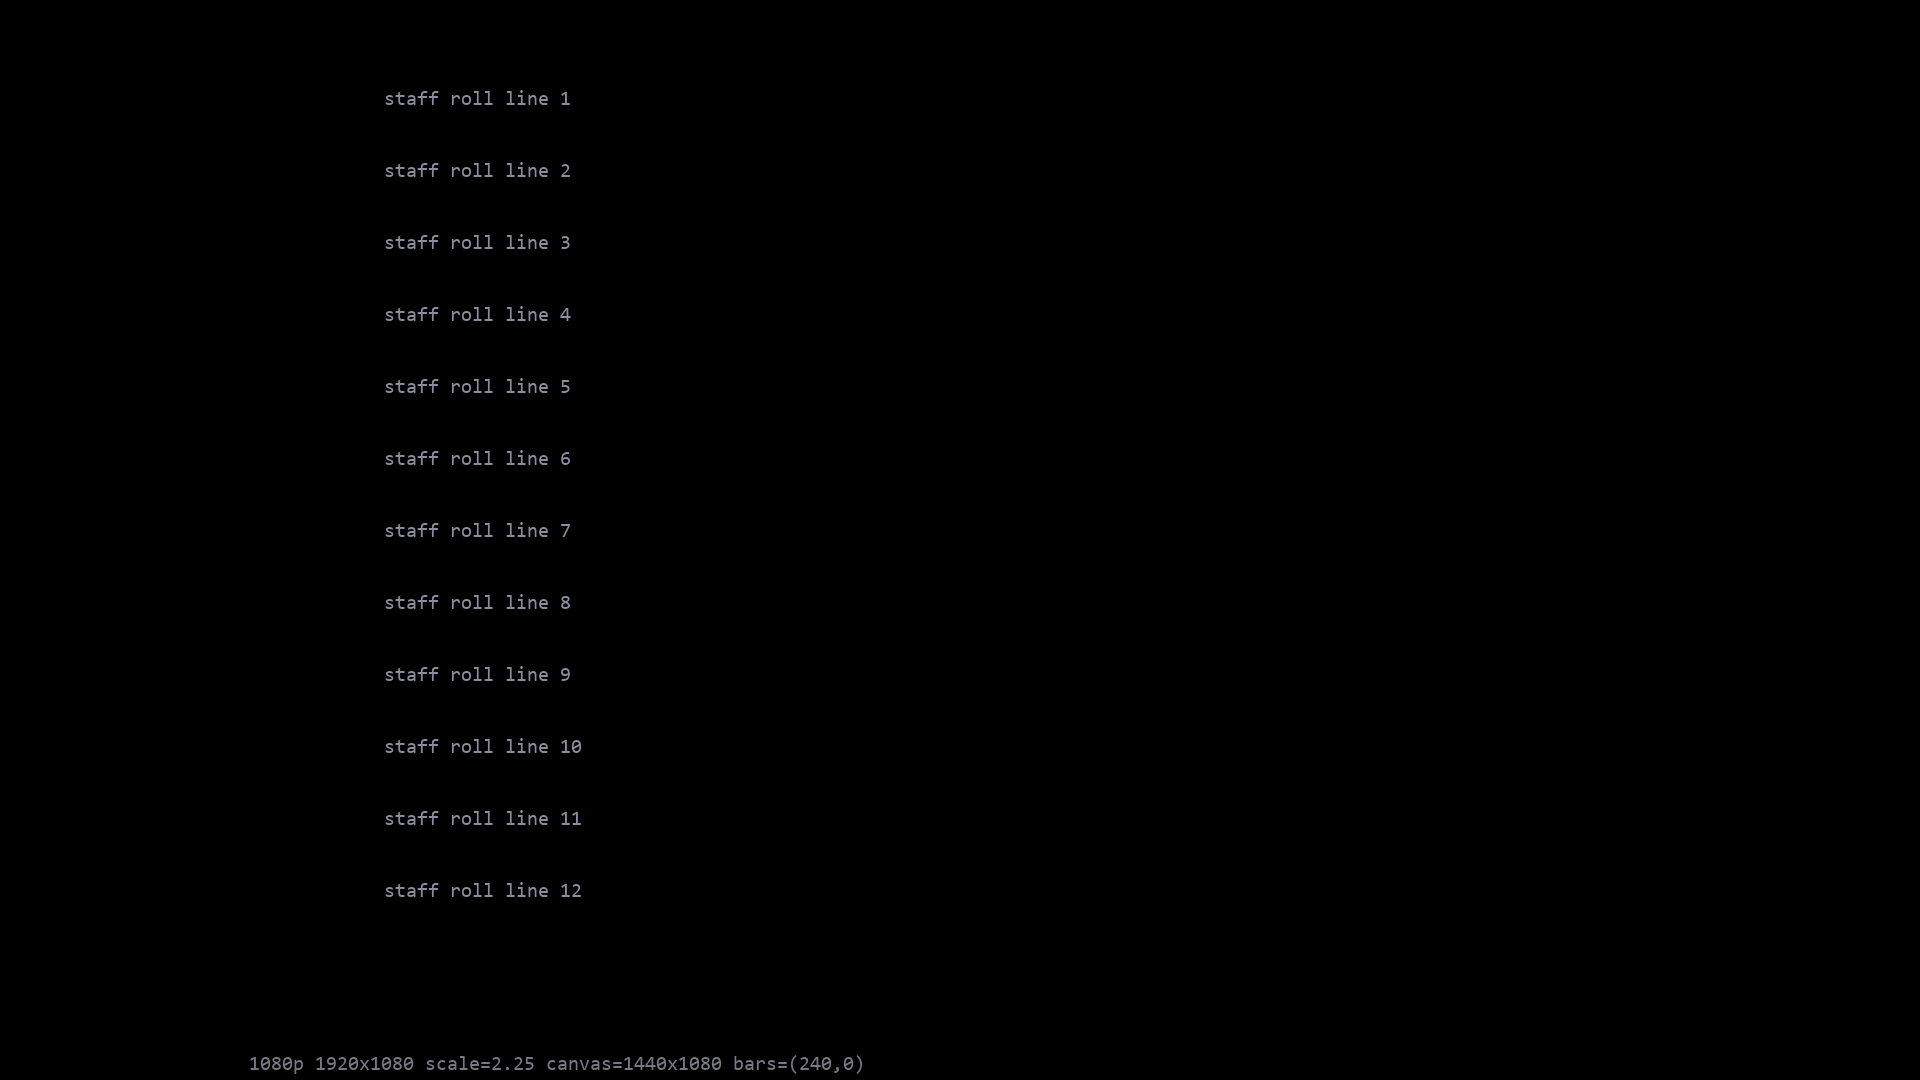 staff roll line 1
staff roll line 2
staff roll line 3
staff roll line 4
staff roll line 5
staff roll line 6
staff roll line 7
staff roll line 8
staff roll line 9
staff roll line 10
staff roll line 11
staff roll line 12
1080p 1920x1080 scale=2.25 canvas=1440x1080 bars=(240,0)